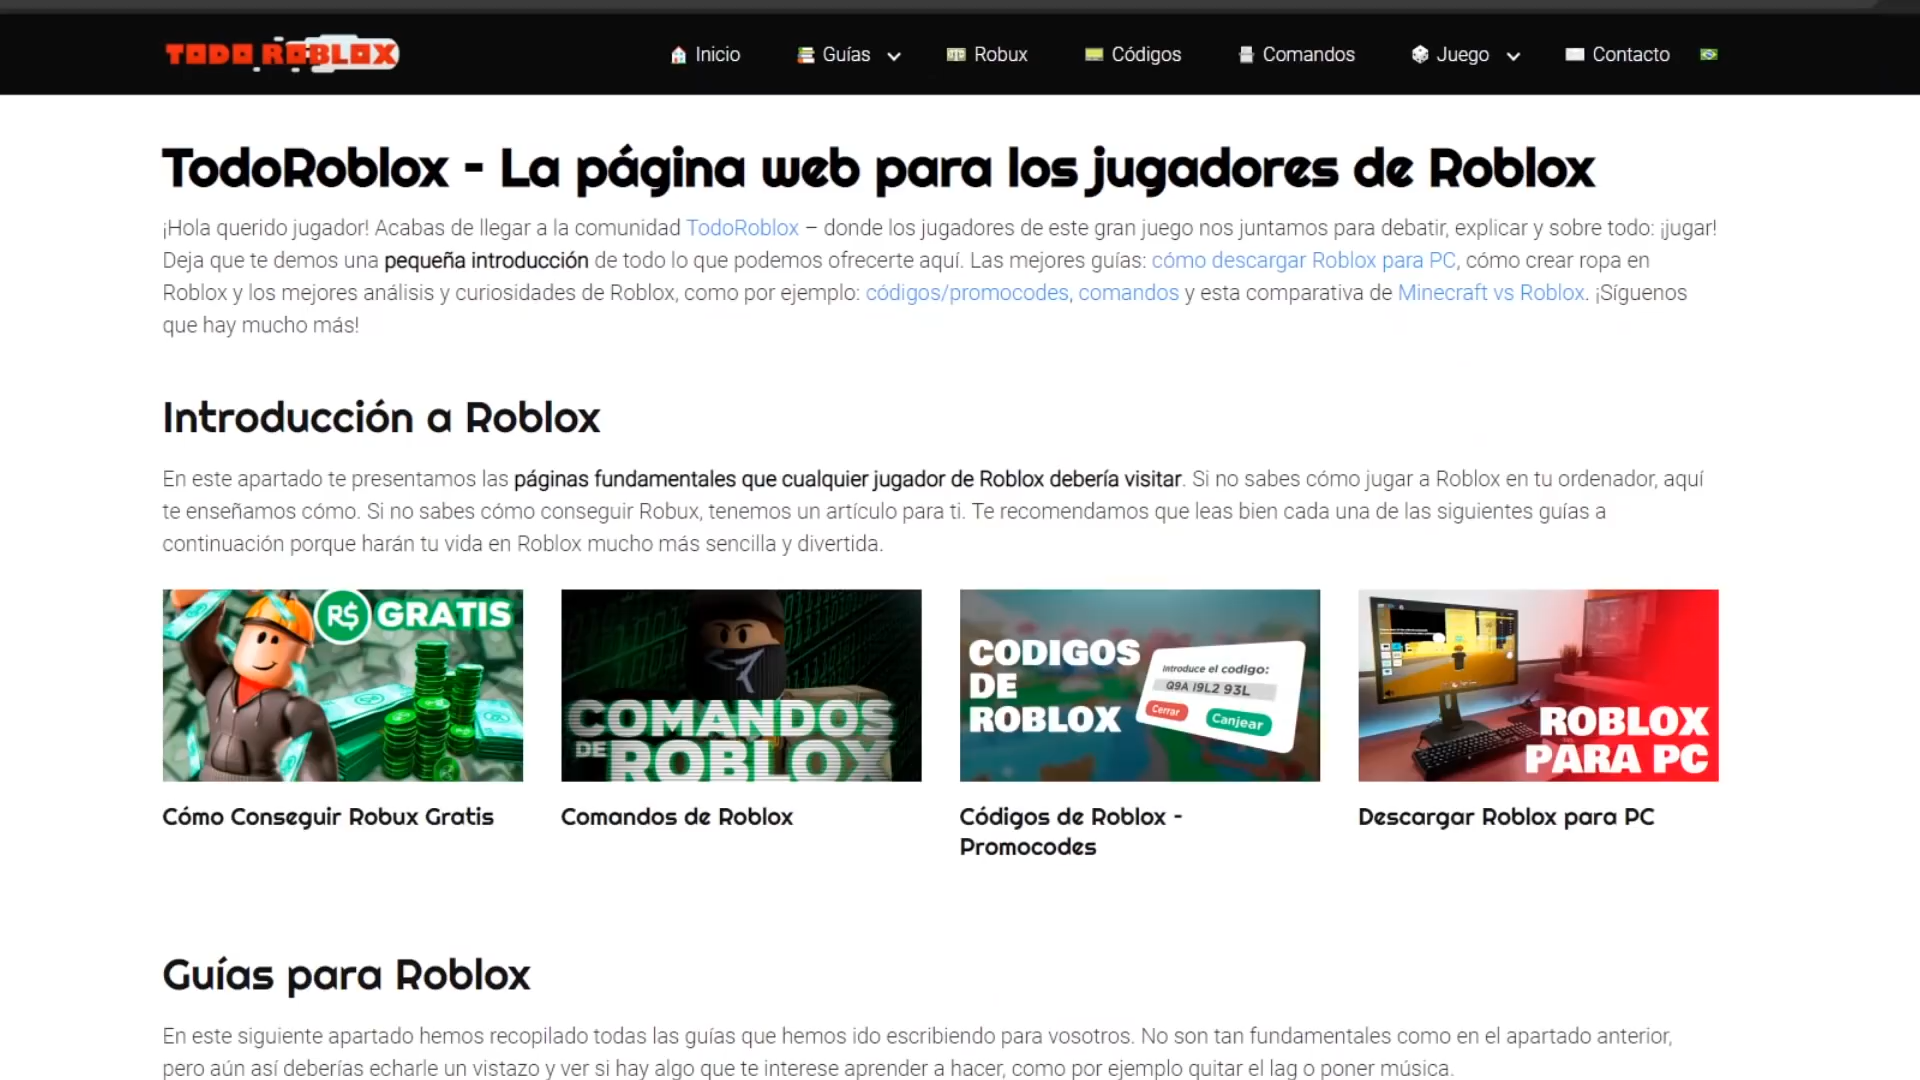 TODO ROBLOX
Inicio
Guías
Robux
Códigos
Comandos
Juego
Contacto
TodoRoblox - La página web para los jugadores de Roblox
¡Hola querido jugador! Acabas de llegar a la comunidad TodoRoblox – donde los jugadores de este gran juego nos juntamos para debatir, explicar y sobre todo: ¡jugar!
Deja que te demos una pequeña introducción de todo lo que podemos ofrecerte aquí. Las mejores guías: cómo descargar Roblox para PC, cómo crear ropa en
Roblox y los mejores análisis y curiosidades de Roblox, como por ejemplo: códigos/promocodes, comandos y esta comparativa de Minecraft vs Roblox. ¡Síguenos
que hay mucho más!
Introducción a Roblox
En este apartado te presentamos las páginas fundamentales que cualquier jugador de Roblox debería visitar. Si no sabes cómo jugar a Roblox en tu ordenador, aquí
te enseñamos cómo. Si no sabes cómo conseguir Robux, tenemos un artículo para ti. Te recomendamos que leas bien cada una de las siguientes guías a
continuación porque harán tu vida en Roblox mucho más sencilla y divertida.
R$ GRATIS
COMANDOS
DE ROBLOX
CODIGOS
DE
ROBLOX
Introduce el codigo:
Q9A I9L2 93L
Cerrar
Canjear
ROBLOX
PARA PC
Cómo Conseguir Robux Gratis
Comandos de Roblox
Códigos de Roblox -
Promocodes
Descargar Roblox para PC
Guías para Roblox
En este siguiente apartado hemos recopilado todas las guías que hemos ido escribiendo para vosotros. No son tan fundamentales como en el apartado anterior,
pero aún así deberías echarle un vistazo y ver si hay algo que te interese aprender a hacer, como por ejemplo quitar el lag o poner música.